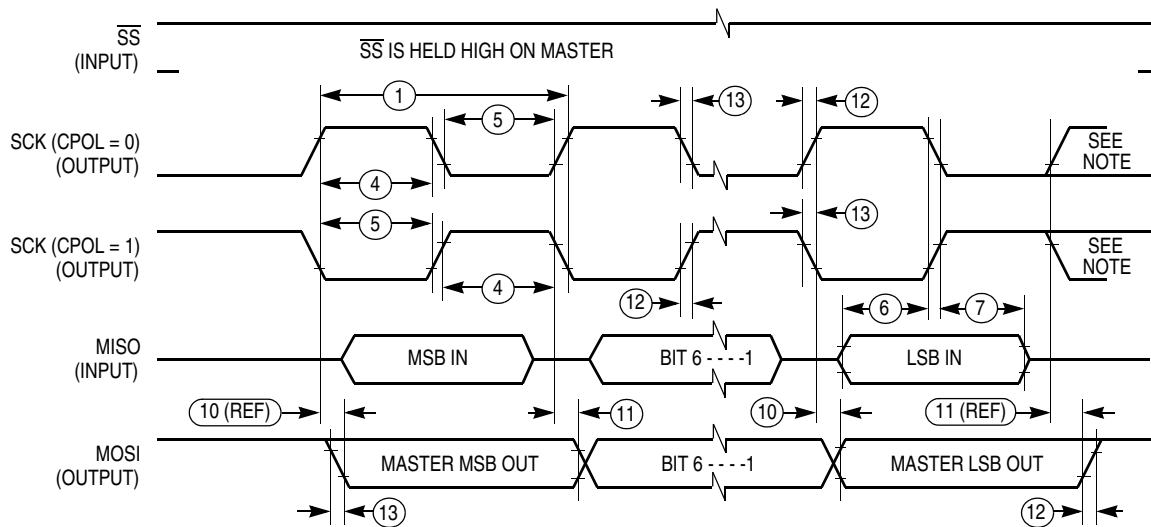 SS
(INPUT)
SS IS HELD HIGH ON MASTER
1
13
12
5
SCK (CPOL = 0)
(OUTPUT)
SEE
NOTE
4
5
13
SCK (CPOL = 1)
(OUTPUT)
SEE
NOTE
4
12
6
7
MISO
(INPUT)
MSB IN
BIT 6 - - - -1
LSB IN
10 (REF)
11
10
11 (REF)
MOSI
(OUTPUT)
MASTER MSB OUT
BIT 6 - - - -1
MASTER LSB OUT
13
12